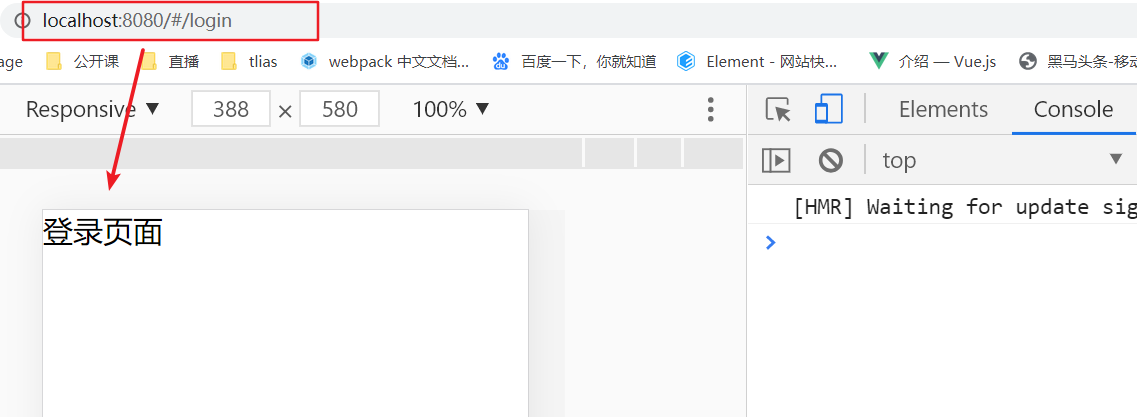 localhost:8080/#/login
age 公开课 直播 tlias webpack 中文文档... 百度一下，你就知道 Element - 网站快... 介绍 — Vue.js 黑马头条-移动
Responsive ▼ 388 × 580 100% ▼ Elements Console
top ▼
[HMR] Waiting for update sig
登录页面